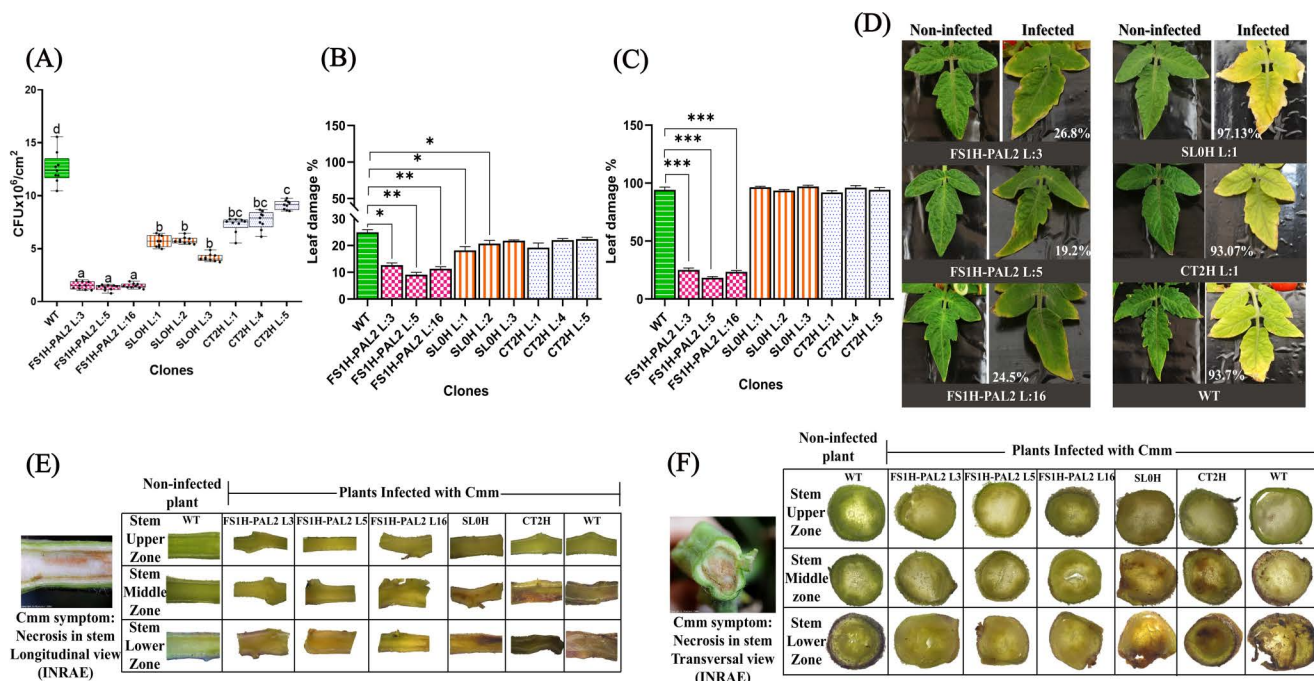 (A)
CFUx10⁶/cm²
20
15
10
5
0
d
a
a
a
b
b
b
bc
bc
c
WT
FS1H-PAL2 L:3
FS1H-PAL2 L:5
FS1H-PAL2 L:16
SLOH L:1
SLOH L:2
SLOH L:3
CT2H L:1
CT2H L:4
CT2H L:5
Clones
(B)
Leaf damage %
150
100
50
30
20
10
0
*
*
**
**
*
WT
FS1H-PAL2 L:3
FS1H-PAL2 L:5
FS1H-PAL2 L:16
SL0H L:1
SL0H L:2
SL0H L:3
CT2H L:1
CT2H L:4
CT2H L:5
Clones
(C)
Leaf damage %
150
100
50
0
***
***
***
WT
FS1H-PAL2 L:3
FS1H-PAL2 L:5
FS1H-PAL2 L:16
SL0H L:1
SL0H L:2
SL0H L:3
CT2H L:1
CT2H L:4
CT2H L:5
Clones
(D)
Non-infected Infected
26.8%
FS1H-PAL2 L:3
19.2%
FS1H-PAL2 L:5
24.5%
FS1H-PAL2 L:16
Non-infected Infected
97.13%
SL0H L:1
93.07%
CT2H L:1
93.7%
WT
(E)
Cmm symptom:
Necrosis in stem
Longitudinal view
(INRAE)
Non-infected
plant
Plants Infected with Cmm
WT FS1H-PAL2 L3 FS1H-PAL2 L5 FS1H-PAL2 L16 SL0H CT2H WT
Stem
Upper
Zone
Stem
Middle
Zone
Stem
Lower
Zone
(F)
Cmm symptom:
Necrosis in stem
Transversal view
(INRAE)
Non-infected
plant
Plants Infected with Cmm
WT FS1H-PAL2 L3 FS1H-PAL2 L5 FS1H-PAL2 L16 SL0H CT2H WT
Stem
Upper
Zone
Stem
Middle
zone
Stem
Lower
Zone